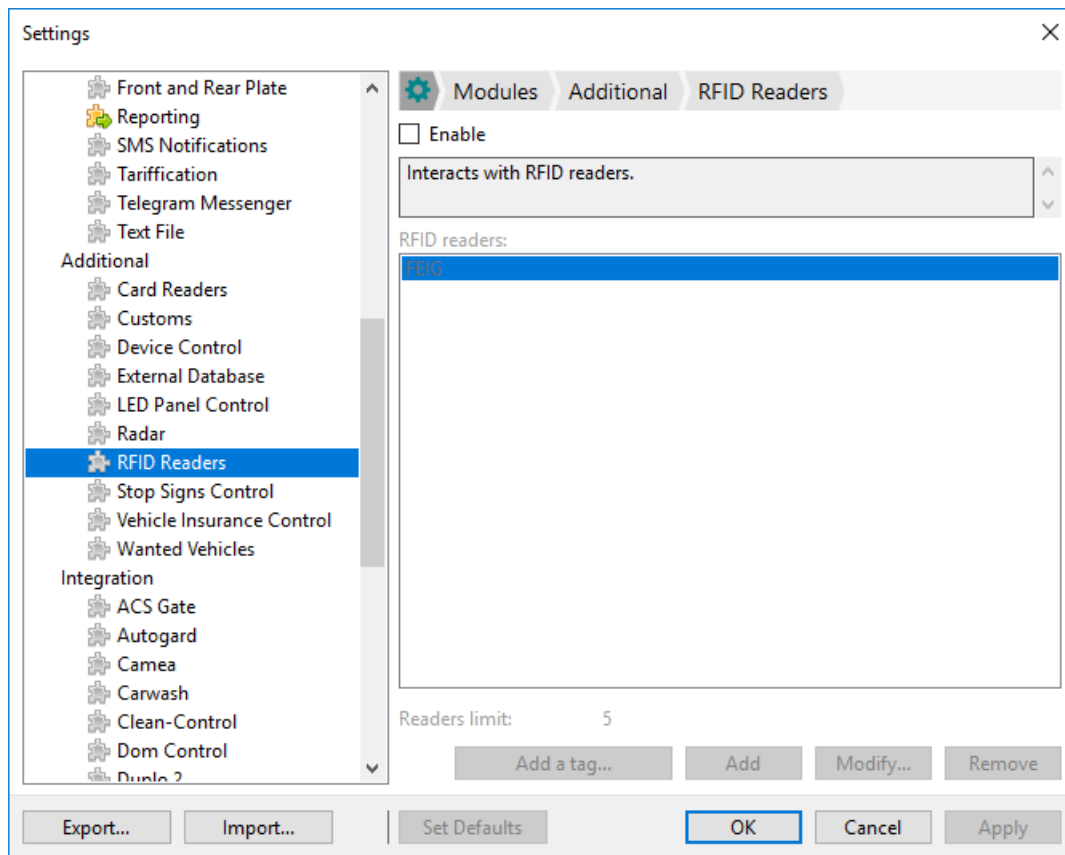 Settings
Front and Rear Plate
Reporting
SMS Notifications
Tariffication
Telegram Messenger
Text File
Additional
Card Readers
Customs
Device Control
External Database
LED Panel Control
Radar
RFID Readers
Stop Signs Control
Vehicle Insurance Control
Wanted Vehicles
Integration
ACS Gate
Autogard
Camea
Carwash
Clean-Control
Dom Control
Duplo 2
Modules Additional RFID Readers
Enable
Interacts with RFID readers.
RFID readers:
FEIG
Readers limit: 5
Add a tag... Add Modify... Remove
Export... Import... Set Defaults OK Cancel Apply